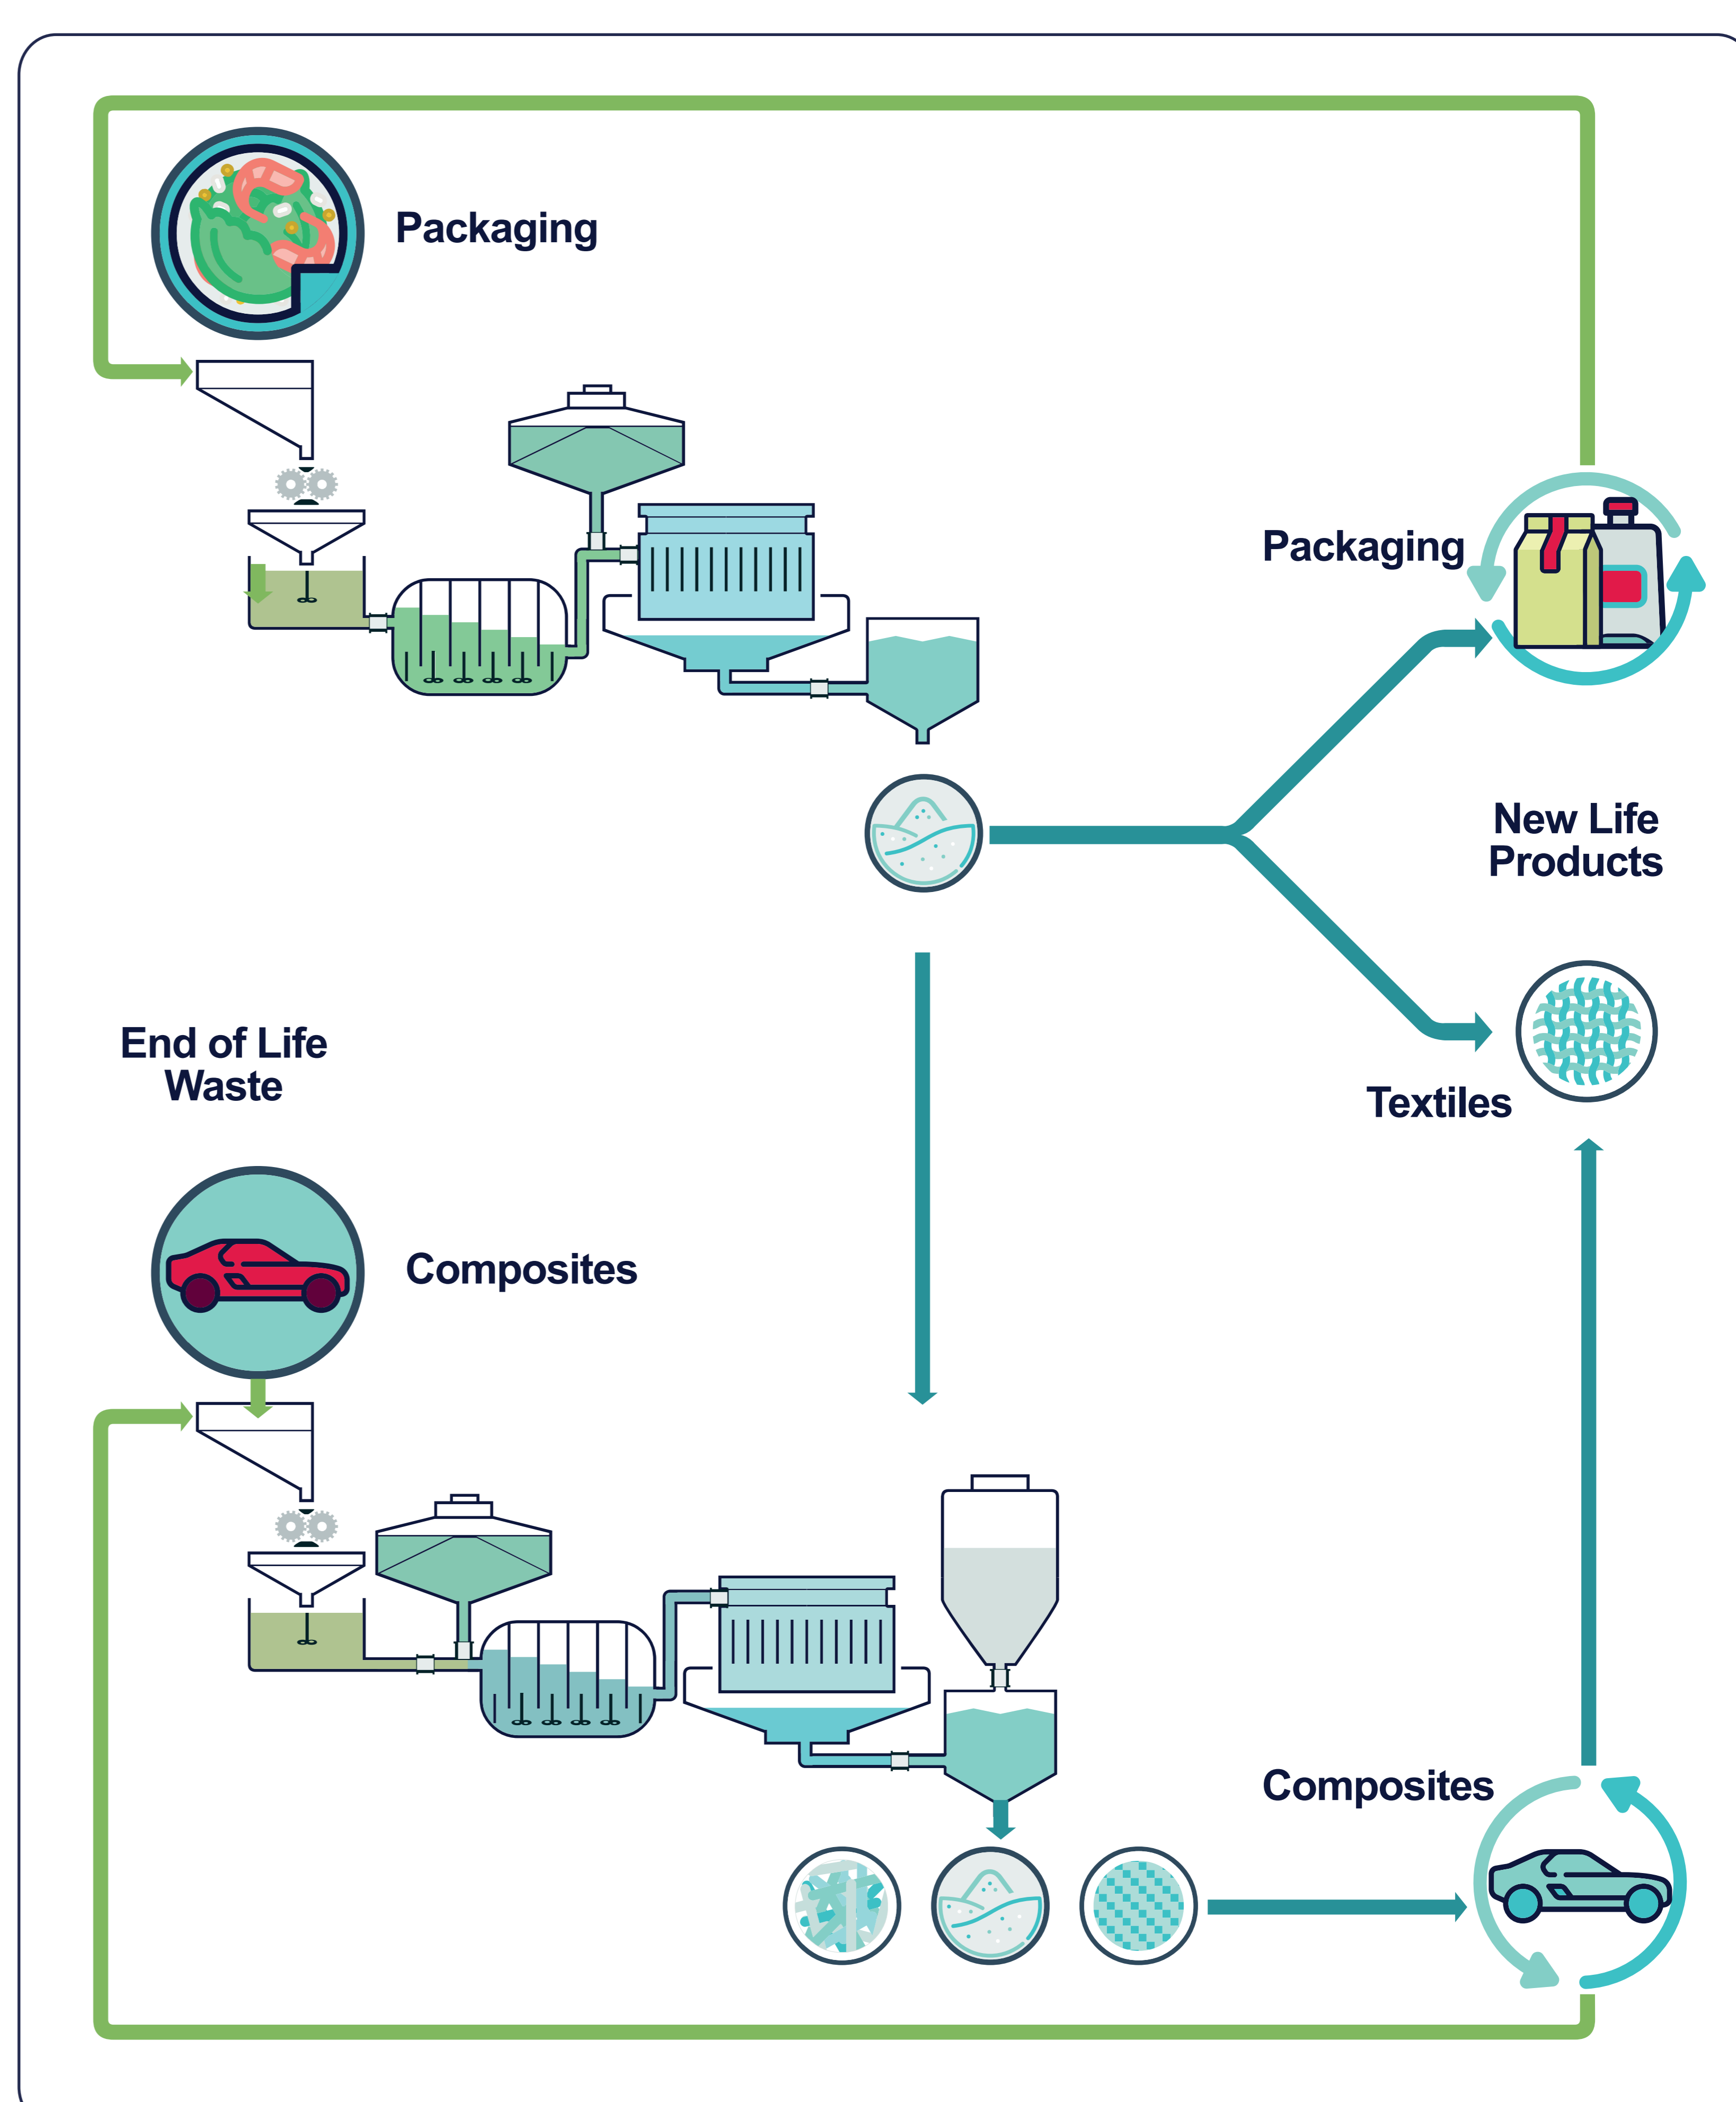 Packaging
Packaging
New Life
Products
End of Life
Waste
Textiles
Composites
Composites